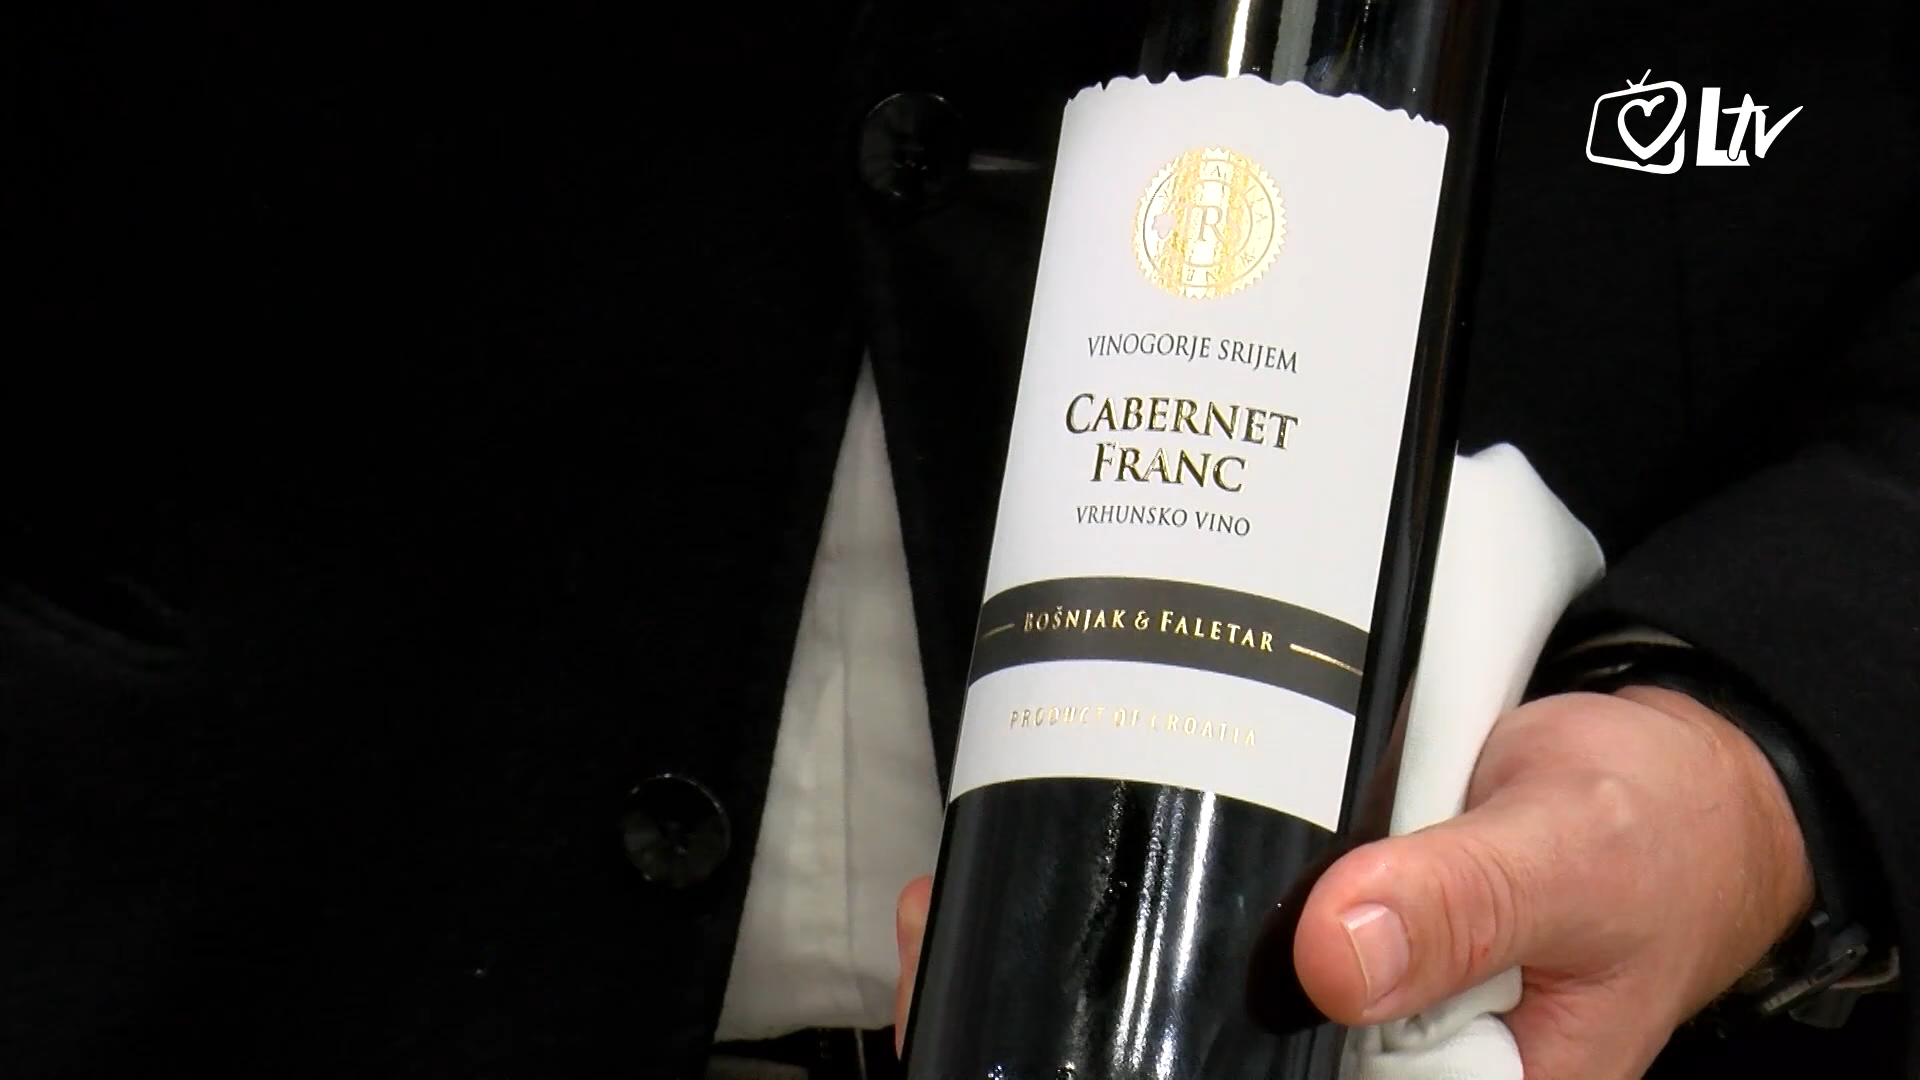 LTV
R
VINOGORJE SRIJEM
CABERNET
FRANC
VRHUNSKO VINO
BOŠNJAK & FALETAR
PRODUCT OF CROATIA